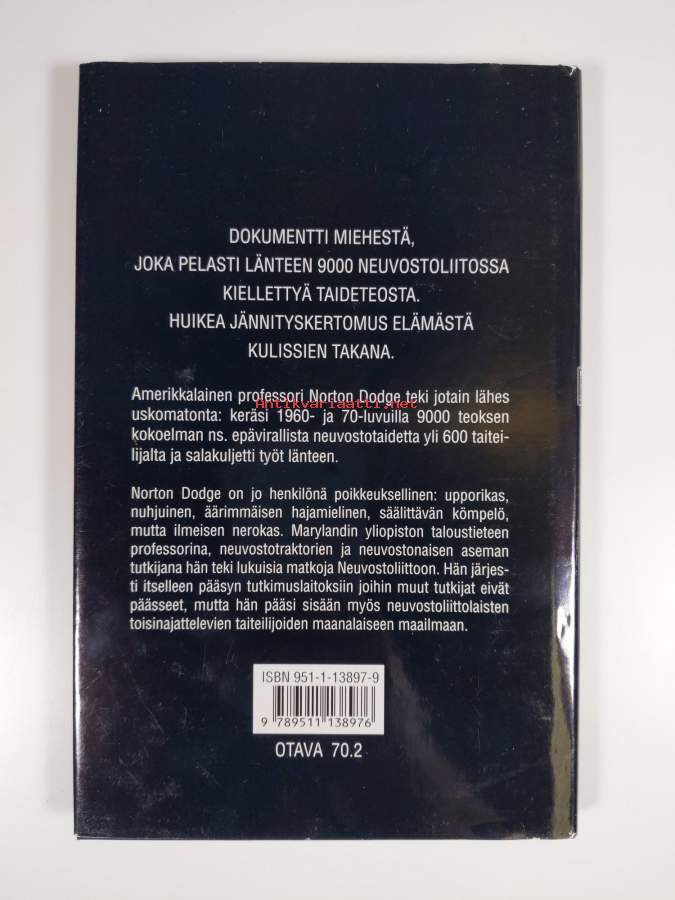 DOKUMENTTI MIEHESTÄ,
JOKA PELASTI LÄNTEEN 9000 NEUVOSTOLIITOSSA
KIELLETTYÄ TAIDETEOSTA.
HUIKEA JÄNNITYSKERTOMUS ELÄMÄSTÄ
KULISSIEN TAKANA.
Amerikkalainen professori Norton Dodge teki jotain lähes
Antikvariaatti.net
uskomatonta: keräsi 1960- ja 70-luvuilla 9000 teoksen
kokoelman ns. epävirallista neuvostotaidetta yli 600 taitei-
lijalta ja salakuljetti työt länteen.
Norton Dodge on jo henkilönä poikkeuksellinen: upporikas,
nuhjuinen, äärimmäisen hajamielinen, säälittävän kömpelö,
mutta ilmeisen nerokas. Marylandin yliopiston taloustieteen
professorina, neuvostotraktorien ja neuvostonaisen aseman
tutkijana hän teki lukuisia matkoja Neuvostoliittoon. Hän järjes-
ti itselleen pääsyn tutkimuslaitoksiin joihin muut tutkijat eivät
päässeet, mutta hän pääsi sisään myös neuvostoliittolaisten
toisinajattelevien taiteilijoiden maanalaiseen maailmaan.
ISBN 951-1-13897-9
9 789511 138976
OTAVA 70.2